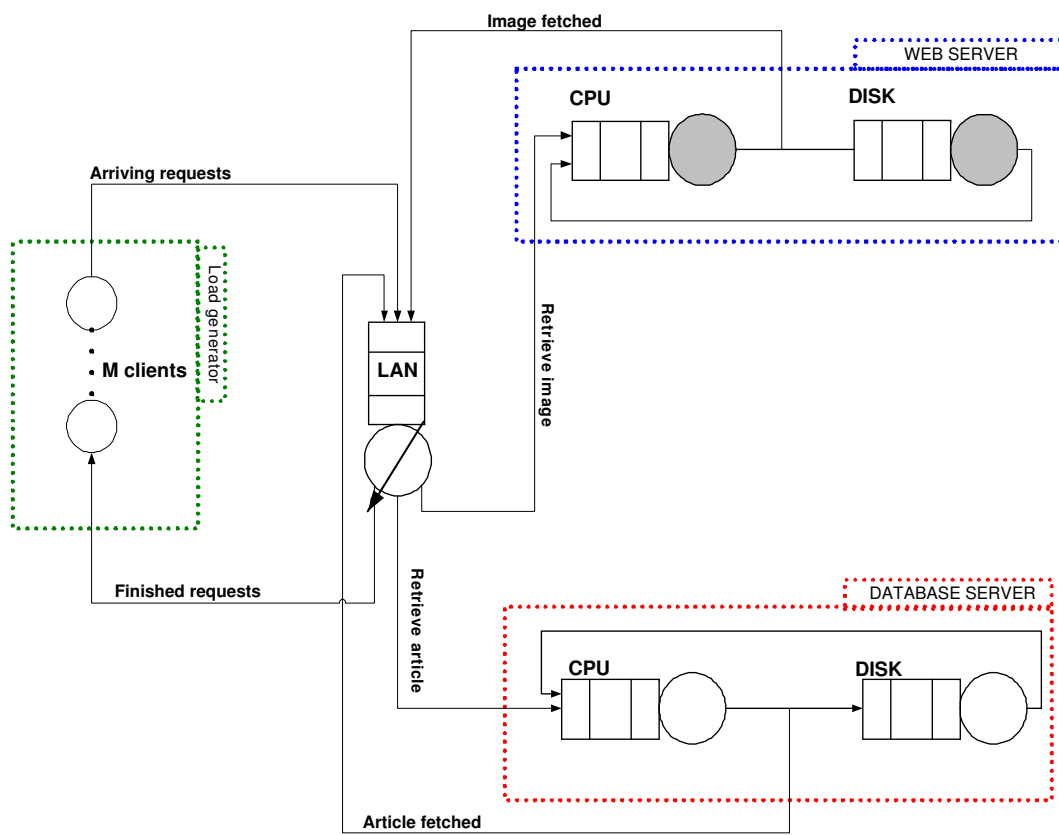 Image fetched
WEB SERVER
CPU
DISK
Arriving requests
Load generator
M clients
LAN
Retrieve image
Finished requests
Retrieve article
DATABASE SERVER
CPU
DISK
Article fetched